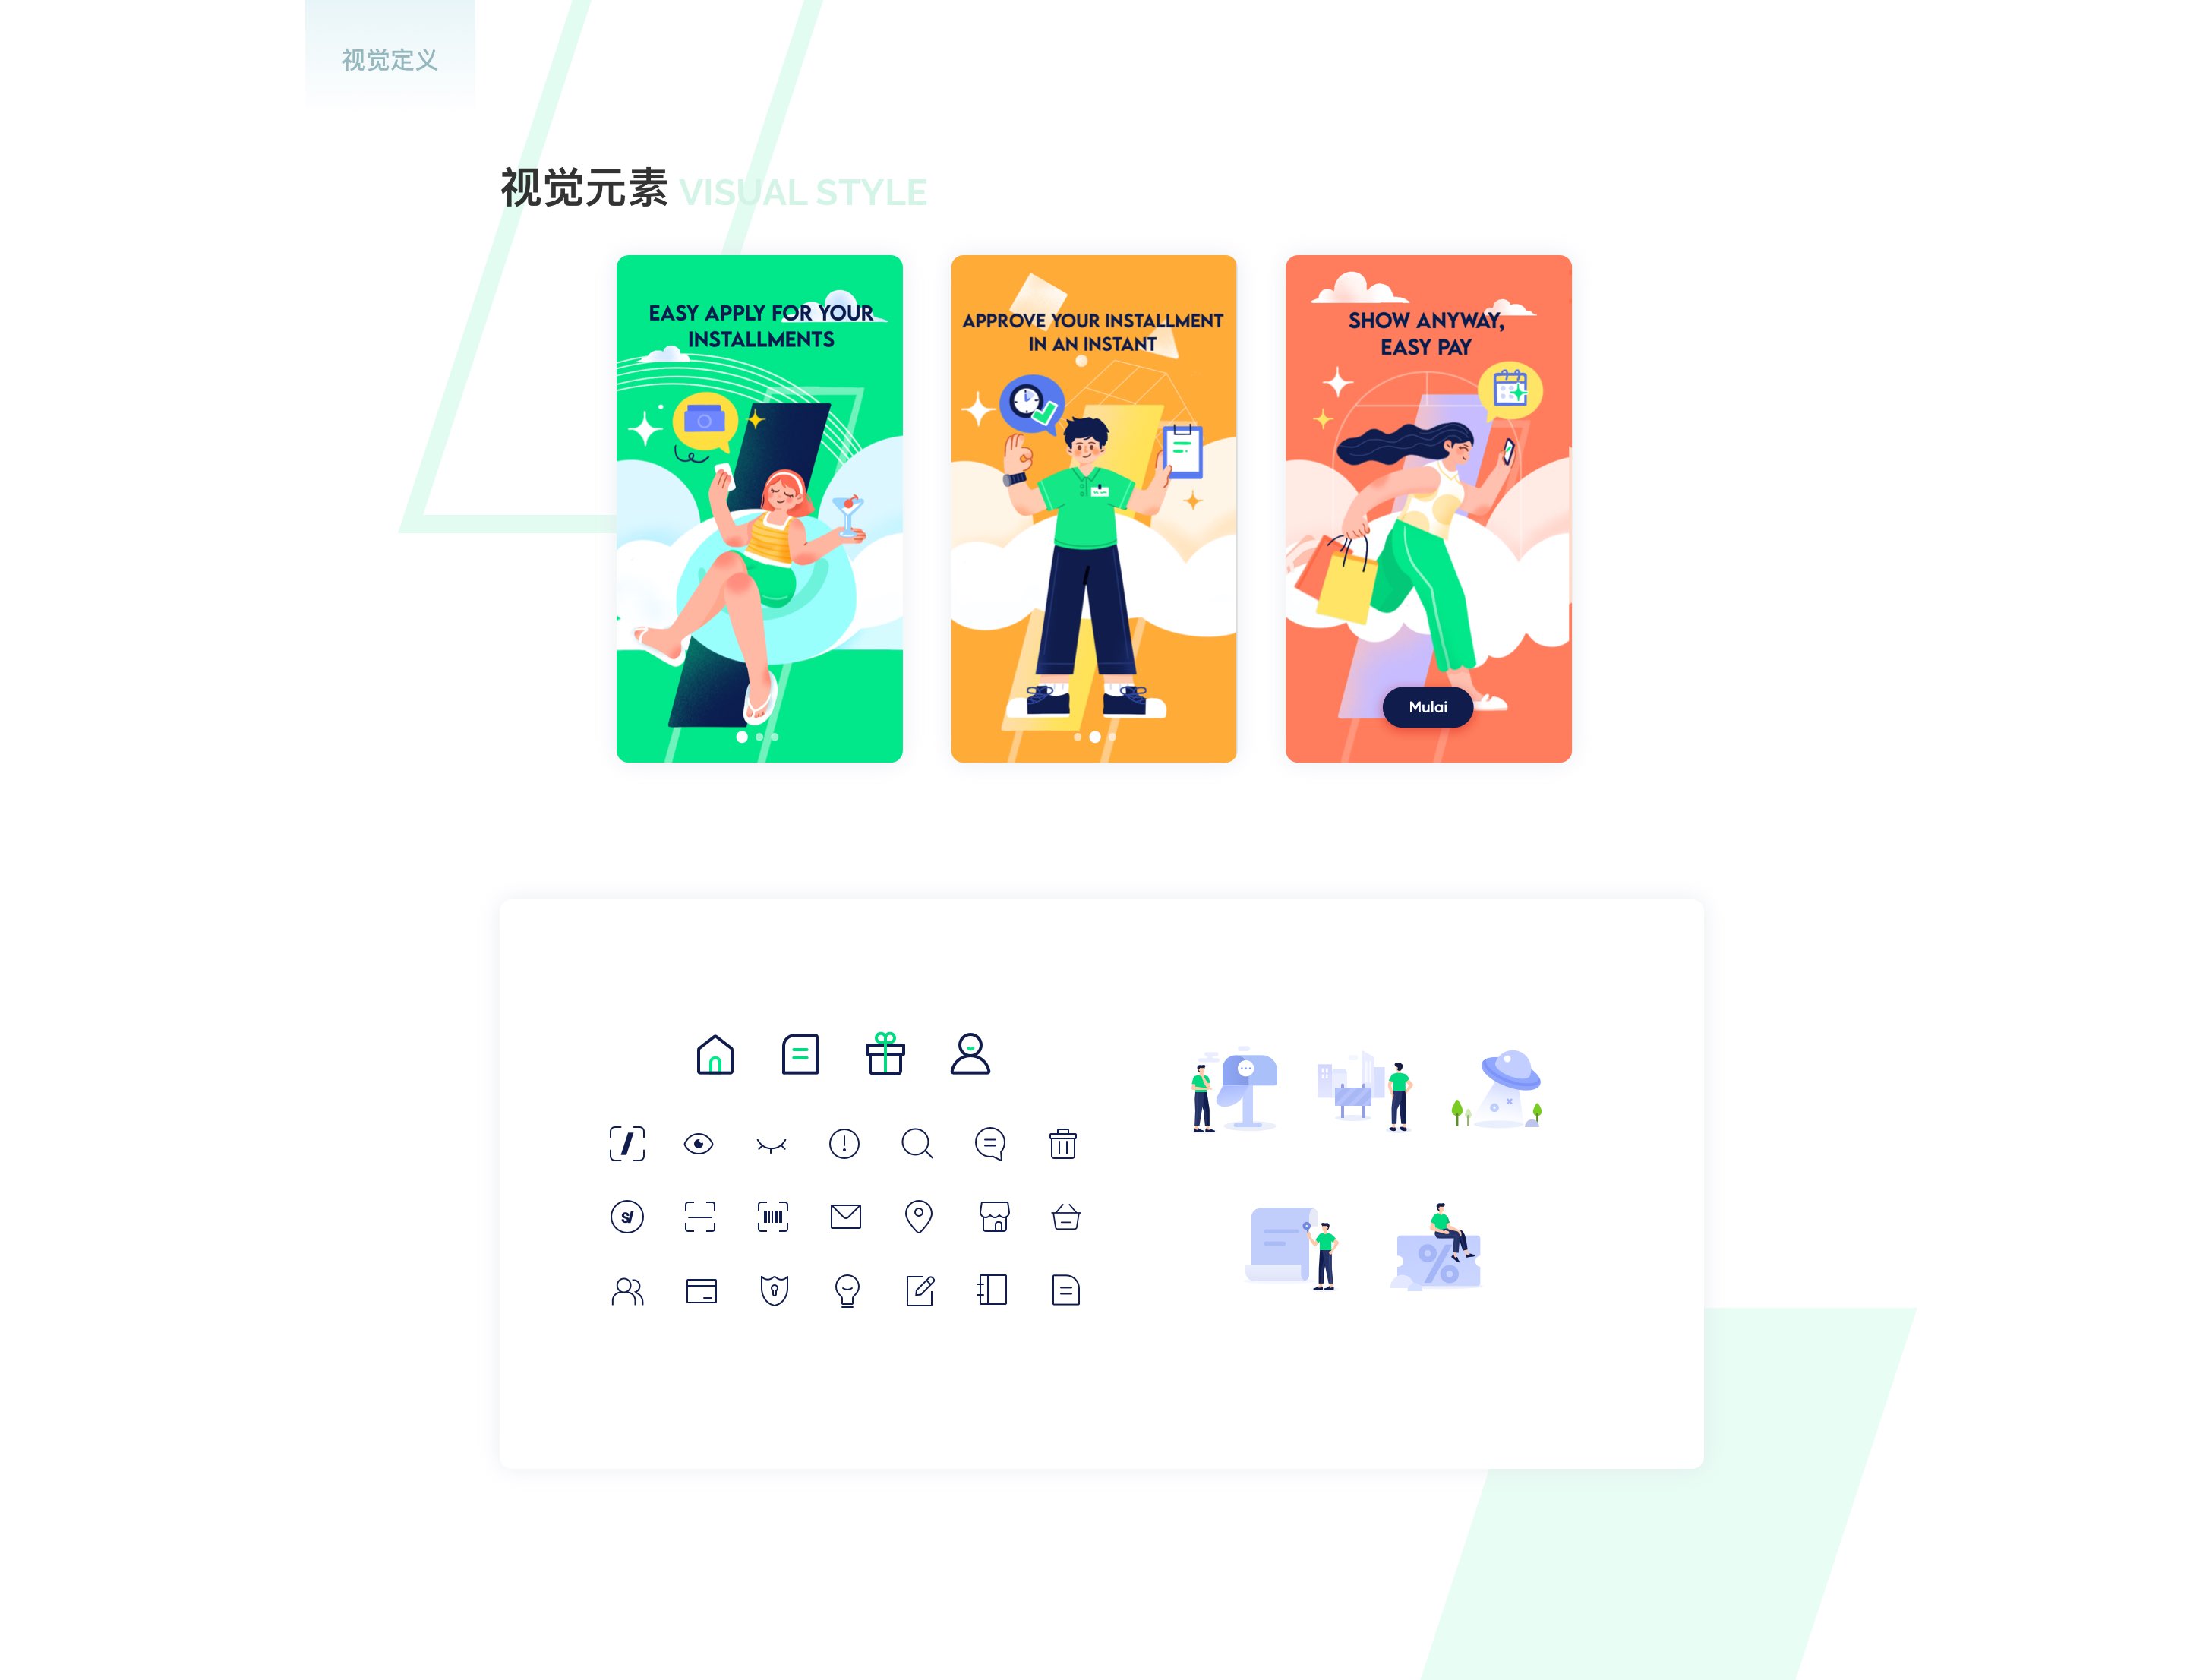 视觉定义
视觉元素 VISUAL STYLE
EASY APPLY FOR YOUR
INSTALLMENTS
APPROVE YOUR INSTALLMENT
IN AN INSTANT
SHOW ANYWAY,
EASY PAY
Mulai
S/
%